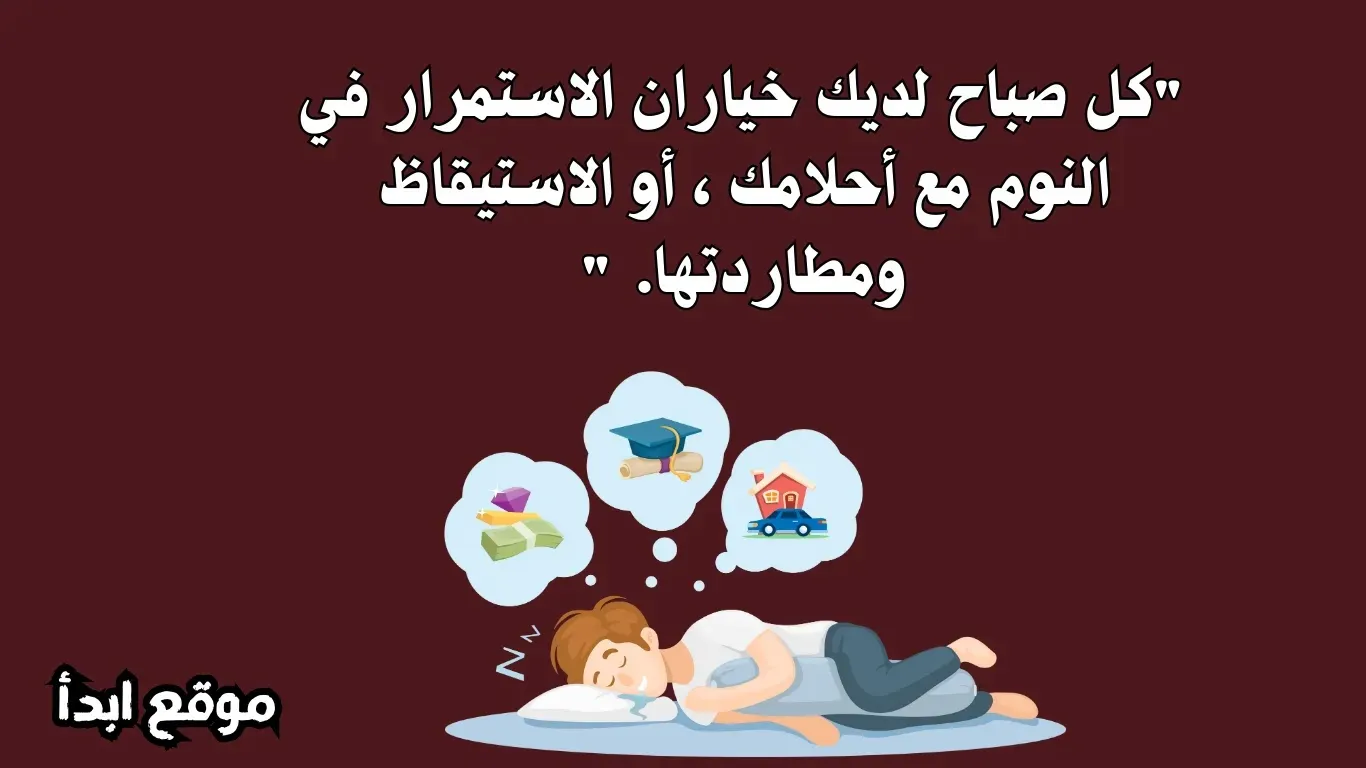 "كل صباح لديك خياران الاستمرار في
النوم مع أحلامك ، أو الاستيقاظ
ومطاردتها. "
Z Z
موقع ابدأ